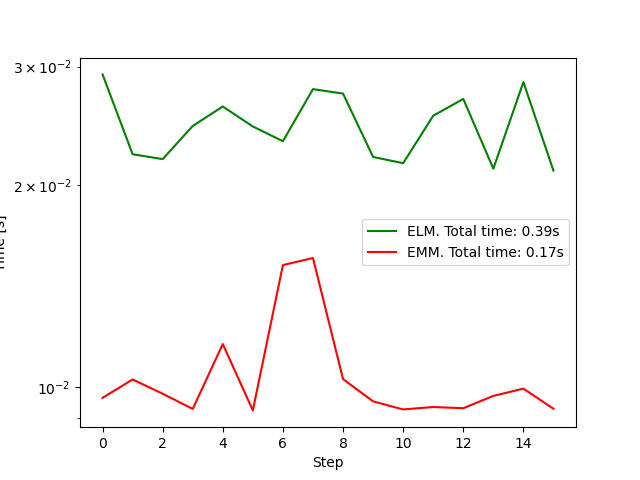 3 × 10⁻²
2 × 10⁻²
10⁻²
Time [s]
ELM. Total time: 0.39s
EMM. Total time: 0.17s
0 2 4 6 8 10 12 14
Step